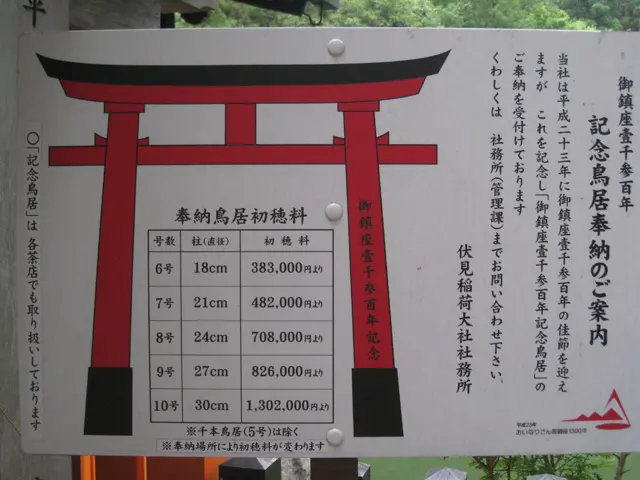 御鎮座壹千参百年
記念鳥居奉納のご案内
当社は平成二十三年に御鎮座壹千参百年の佳節を迎え
ますが これを記念し「御鎮座壹千参百年記念鳥居」の
ご奉納を受付けております
くわしくは 社務所(管理課)までお問い合わせ下さい。
伏見稲荷大社社務所
御鎮座壹千参百年記念
奉納鳥居初穂料
号数 柱(直径) 初穂料
6号 18cm 383,000円より
7号 21cm 482,000円より
8号 24cm 708,000円より
9号 27cm 826,000円より
10号 30cm 1,302,000円より
※千本鳥居(5号)は除く
※奉納場所により初穂料が変わります
〇「記念鳥居」は 各茶店でも取り扱いしております
平成23年
おいなりさん御鎮座1300年
平